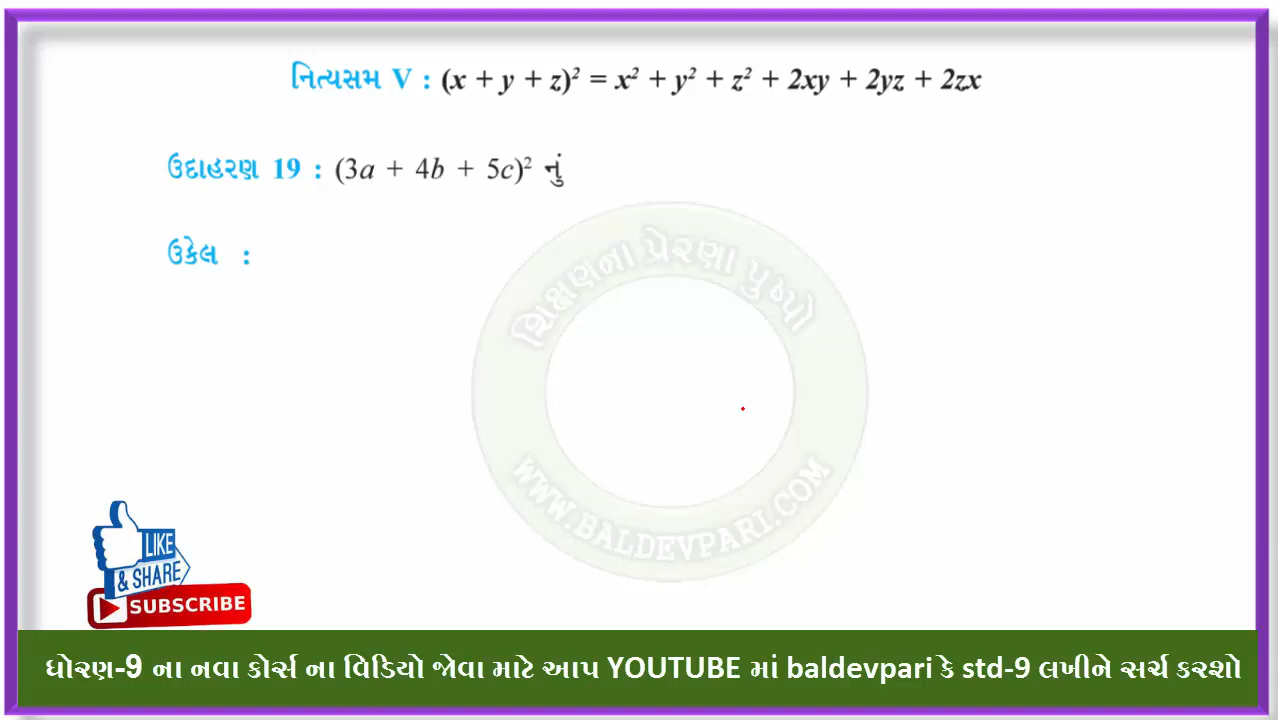 નિત્યસમ V : (x + y + z)² = x² + y² + z² + 2xy + 2yz + 2zx
ઉદાહરણ 19 : (3a + 4b + 5c)² નું
ઉકેલ :
શિક્ષણના પ્રેરણા પુષ્પો
WWW.BALDEVPARI.COM
LIKE
& SHARE
SUBSCRIBE
ધોરણ-9 ના નવા કોર્સ ના વિડિયો જોવા માટે આપ YOUTUBE માં baldevpari કે std-9 લખીને સર્ચ કરશો